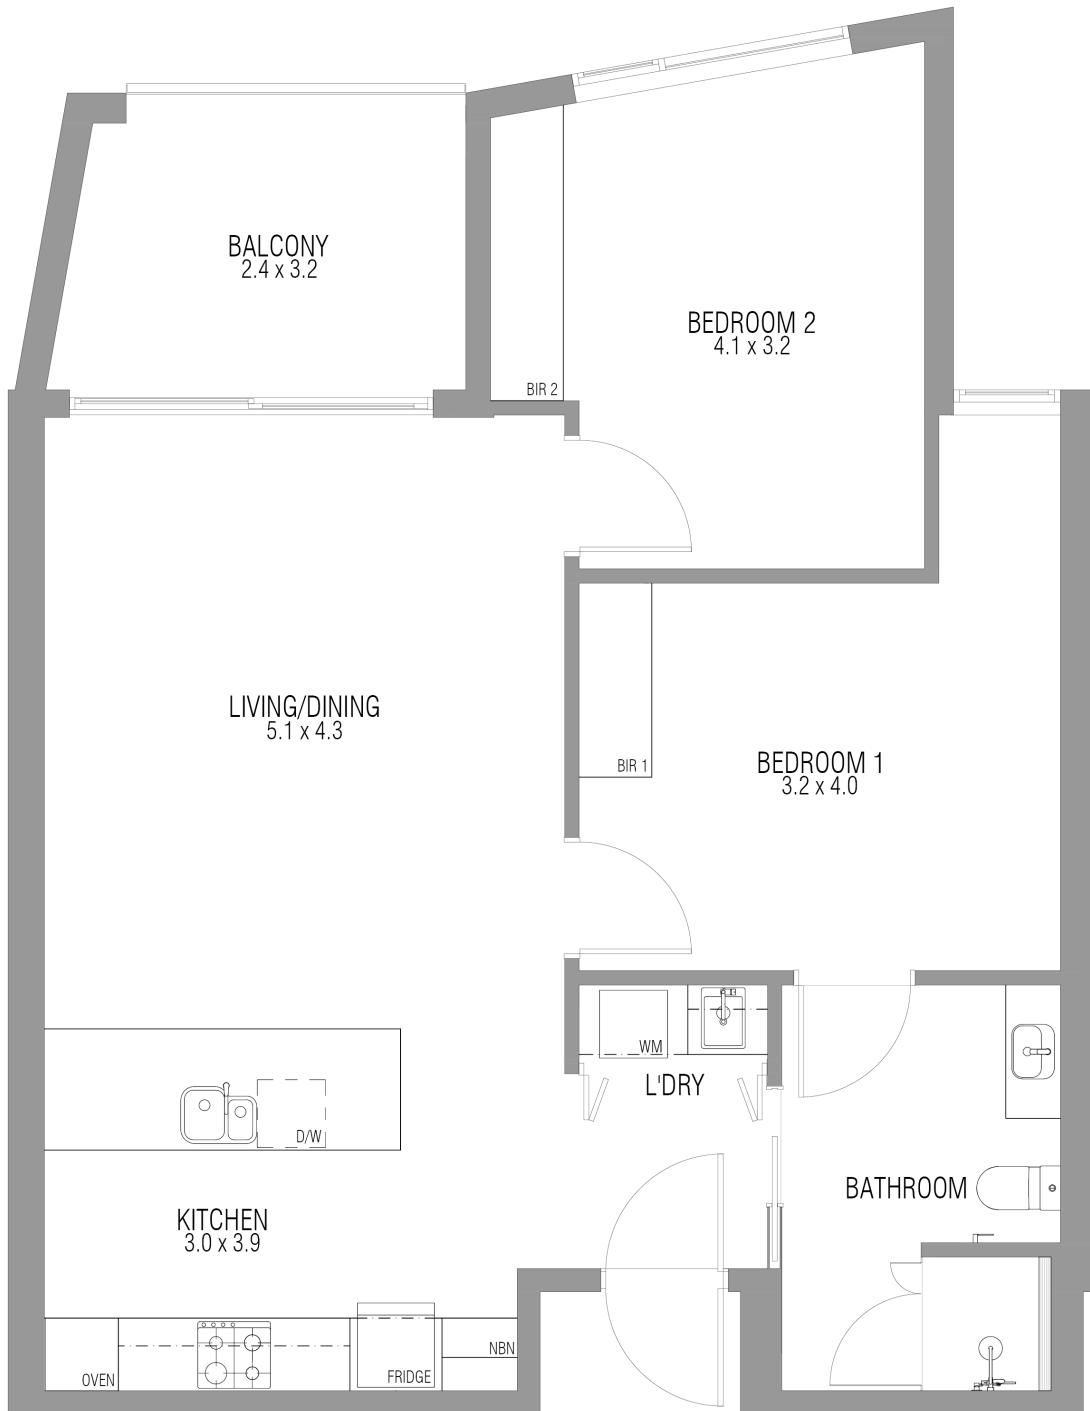 BALCONY
2.4 x 3.2
BEDROOM 2
4.1 x 3.2
BIR 2
LIVING/DINING
5.1 x 4.3
BIR 1
BEDROOM 1
3.2 x 4.0
WM
L'DRY
D/W
BATHROOM
KITCHEN
3.0 x 3.9
NBN
OVEN
FRIDGE